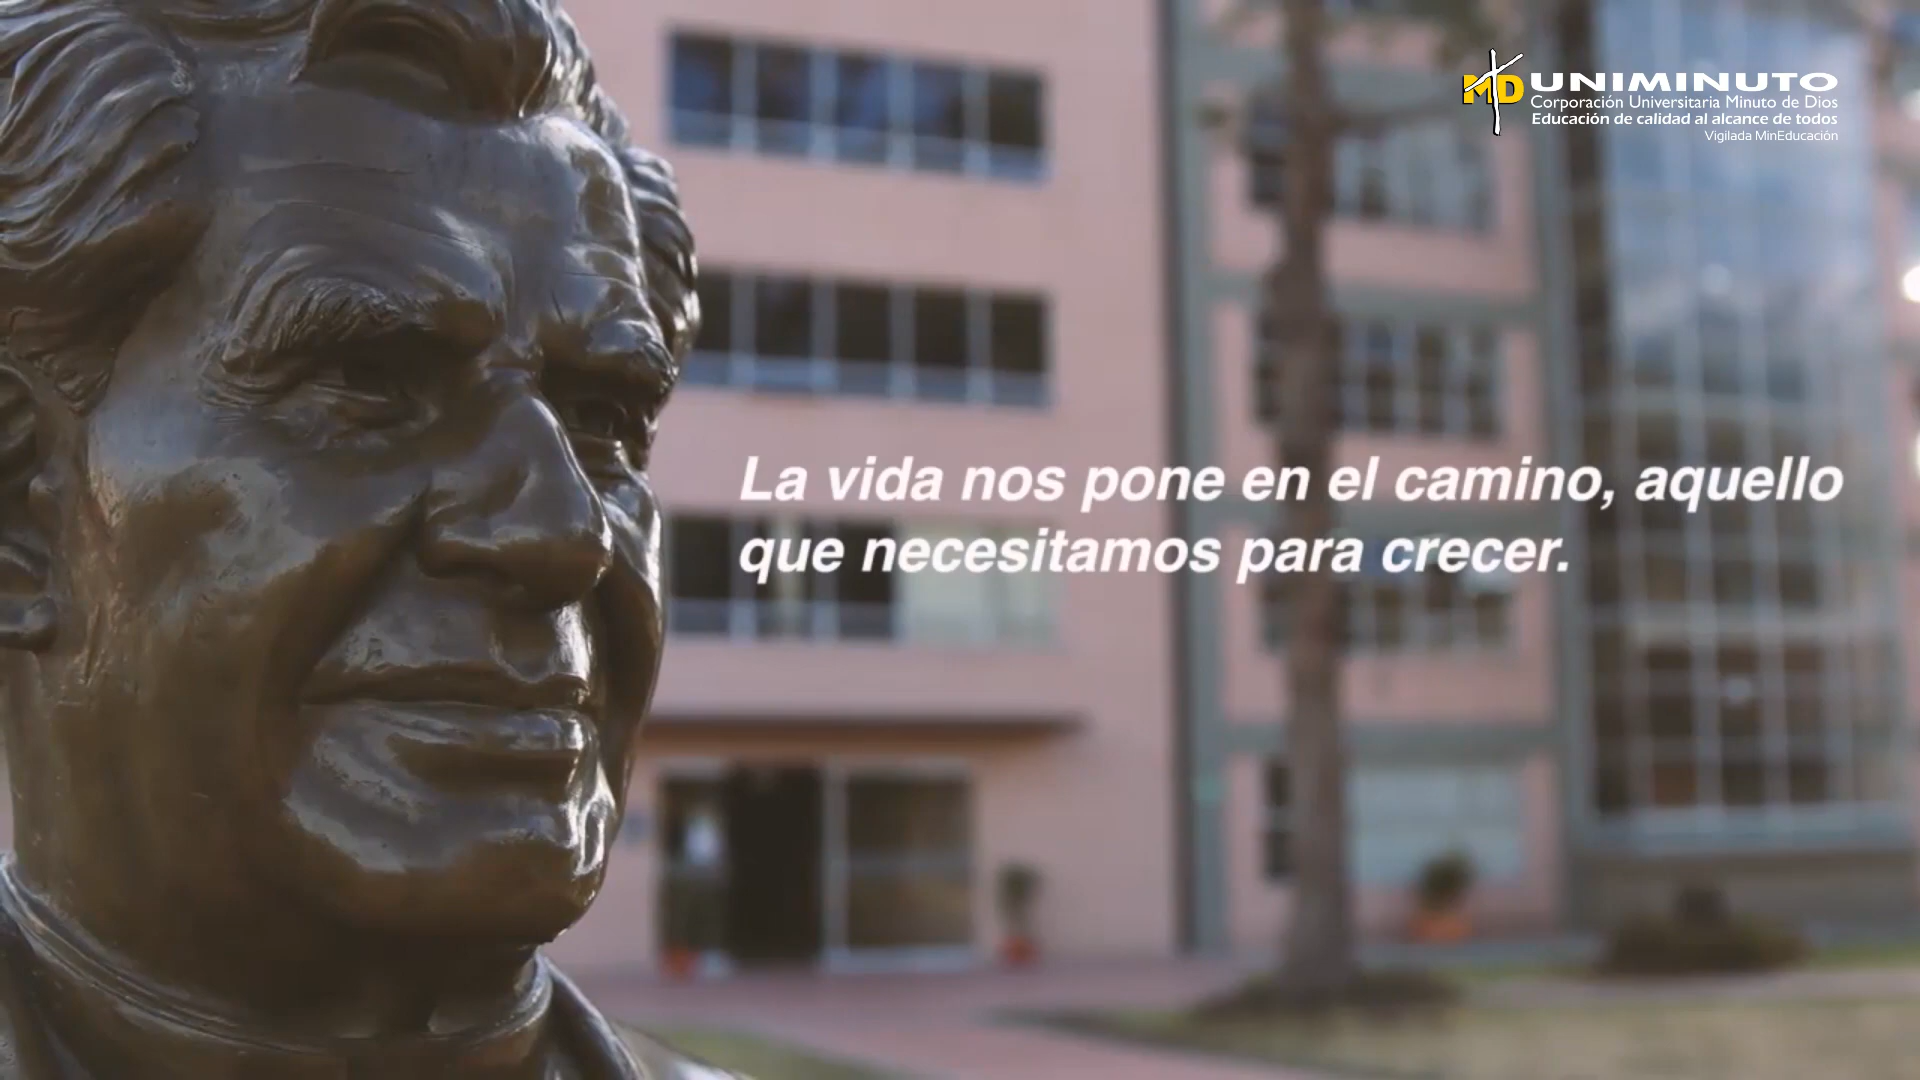 MD UNIMINUTO
Corporación Universitaria Minuto de Dios
Educación de calidad al alcance de todos
Vigilada MinEducación
La vida nos pone en el camino, aquello
que necesitamos para crecer.